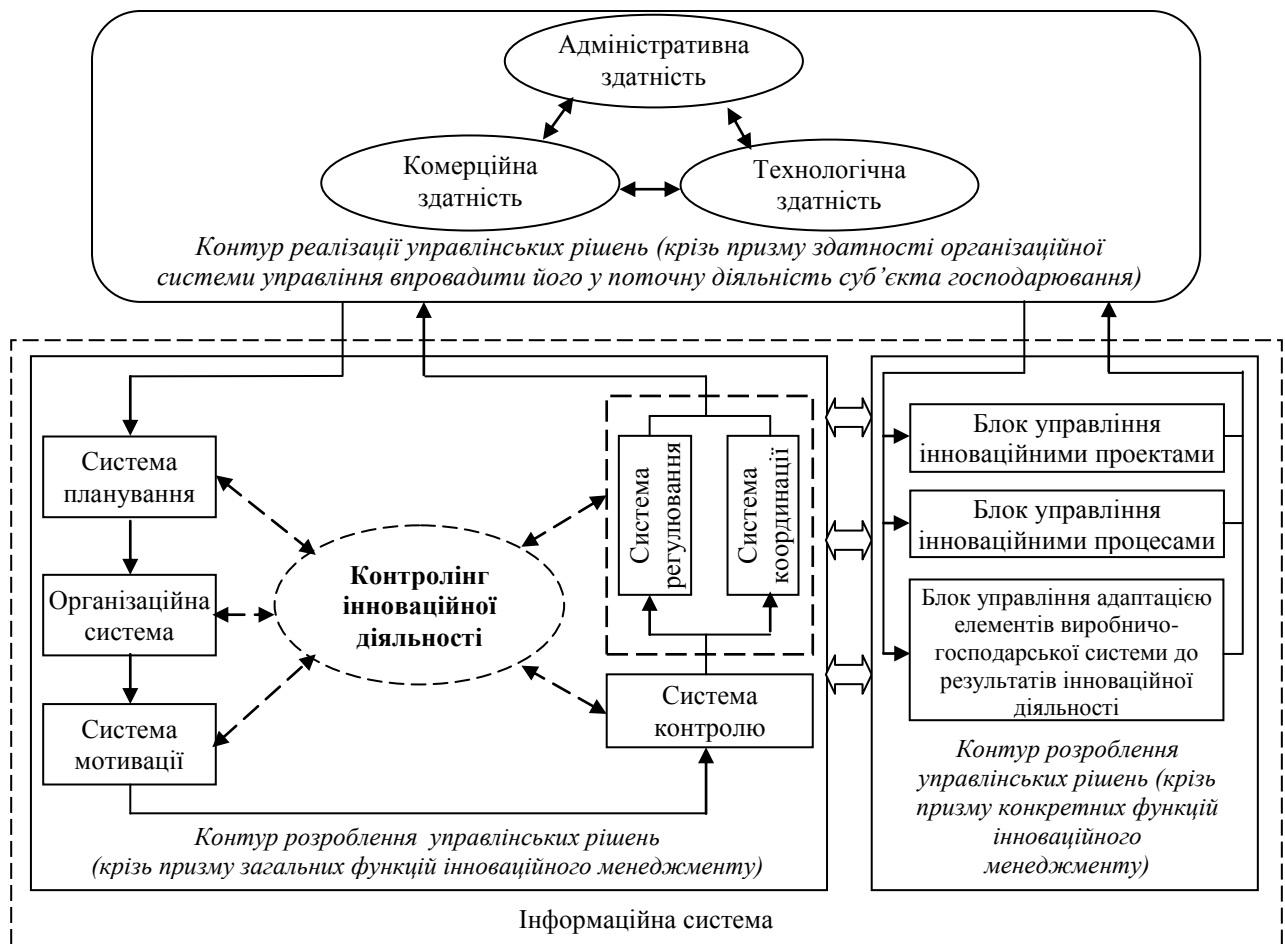 Адміністративна
здатність
Комерційна
здатність
Технологічна
здатність
Контур реалізації управлінських рішень (крізь призму здатності організаційної
системи управління впровадити його у поточну діяльність суб’єкта господарювання)
Система
планування
Організаційна
система
Система
мотивації
Контролінг
інноваційної
діяльності
Система
регулювання
Система
координації
Система
контролю
Контур розроблення управлінських рішень
(крізь призму загальних функцій інноваційного менеджменту)
Блок управління
інноваційними проектами
Блок управління
інноваційними процесами
Блок управління адаптацією
елементів виробничо-
господарської системи до
результатів інноваційної
діяльності
Контур розроблення
управлінських рішень (крізь
призму конкретних функцій
інноваційного
менеджменту)
Інформаційна система